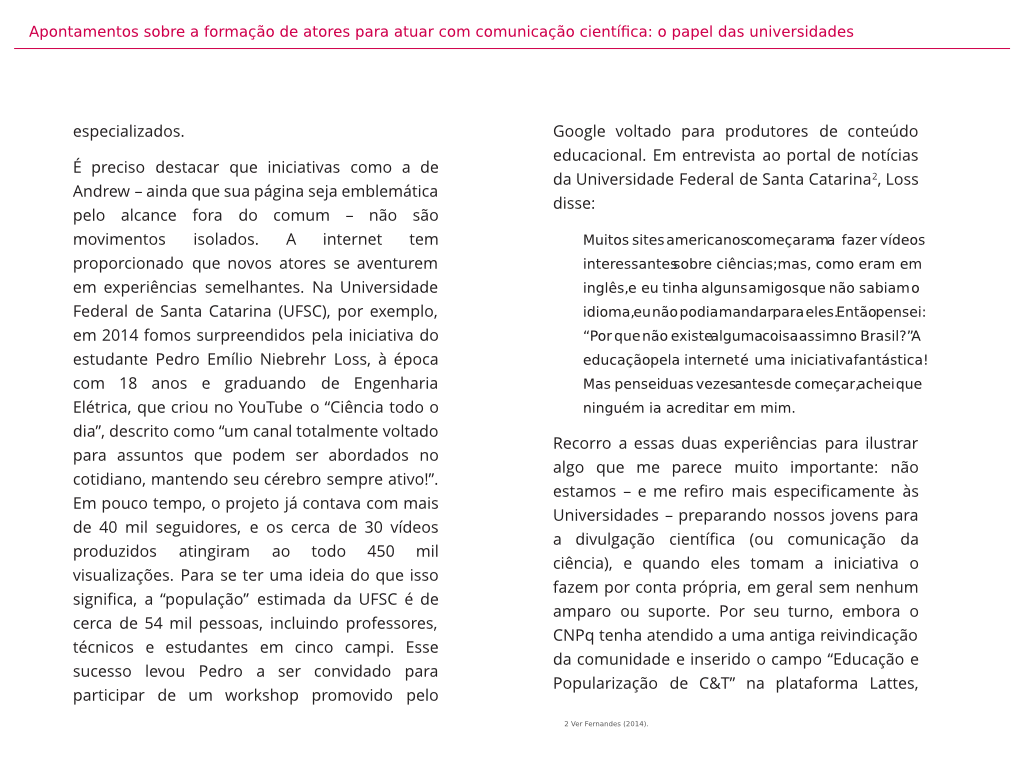 Apontamentos sobre a formação de atores para atuar com comunicação científica: o papel das universidades
especializados.
É preciso destacar que iniciativas como a de
Andrew – ainda que sua página seja emblemática
pelo alcance fora do comum – não são
movimentos isolados. A internet tem
proporcionado que novos atores se aventurem
em experiências semelhantes. Na Universidade
Federal de Santa Catarina (UFSC), por exemplo,
em 2014 fomos surpreendidos pela iniciativa do
estudante Pedro Emílio Niebrehr Loss, à época
com 18 anos e graduando de Engenharia
Elétrica, que criou no YouTube o “Ciência todo o
dia”, descrito como “um canal totalmente voltado
para assuntos que podem ser abordados no
cotidiano, mantendo seu cérebro sempre ativo!”.
Em pouco tempo, o projeto já contava com mais
de 40 mil seguidores, e os cerca de 30 vídeos
produzidos atingiram ao todo 450 mil
visualizações. Para se ter uma ideia do que isso
significa, a “população” estimada da UFSC é de
cerca de 54 mil pessoas, incluindo professores,
técnicos e estudantes em cinco campi. Esse
sucesso levou Pedro a ser convidado para
participar de um workshop promovido pelo
Google voltado para produtores de conteúdo
educacional. Em entrevista ao portal de notícias
da Universidade Federal de Santa Catarina², Loss
disse:
Muitos sites americanos começaram a fazer vídeos
interessantes sobre ciências; mas, como eram em
inglês, e eu tinha alguns amigos que não sabiam o
idioma, eu não podia mandar para eles. Então pensei:
“Por que não existe alguma coisa assim no Brasil?” A
educação pela internet é uma iniciativa fantástica!
Mas pensei duas vezes antes de começar, achei que
ninguém ia acreditar em mim.
Recorro a essas duas experiências para ilustrar
algo que me parece muito importante: não
estamos – e me refiro mais especificamente às
Universidades – preparando nossos jovens para
a divulgação científica (ou comunicação da
ciência), e quando eles tomam a iniciativa o
fazem por conta própria, em geral sem nenhum
amparo ou suporte. Por seu turno, embora o
CNPq tenha atendido a uma antiga reivindicação
da comunidade e inserido o campo “Educação e
Popularização de C&T” na plataforma Lattes,
2 Ver Fernandes (2014).